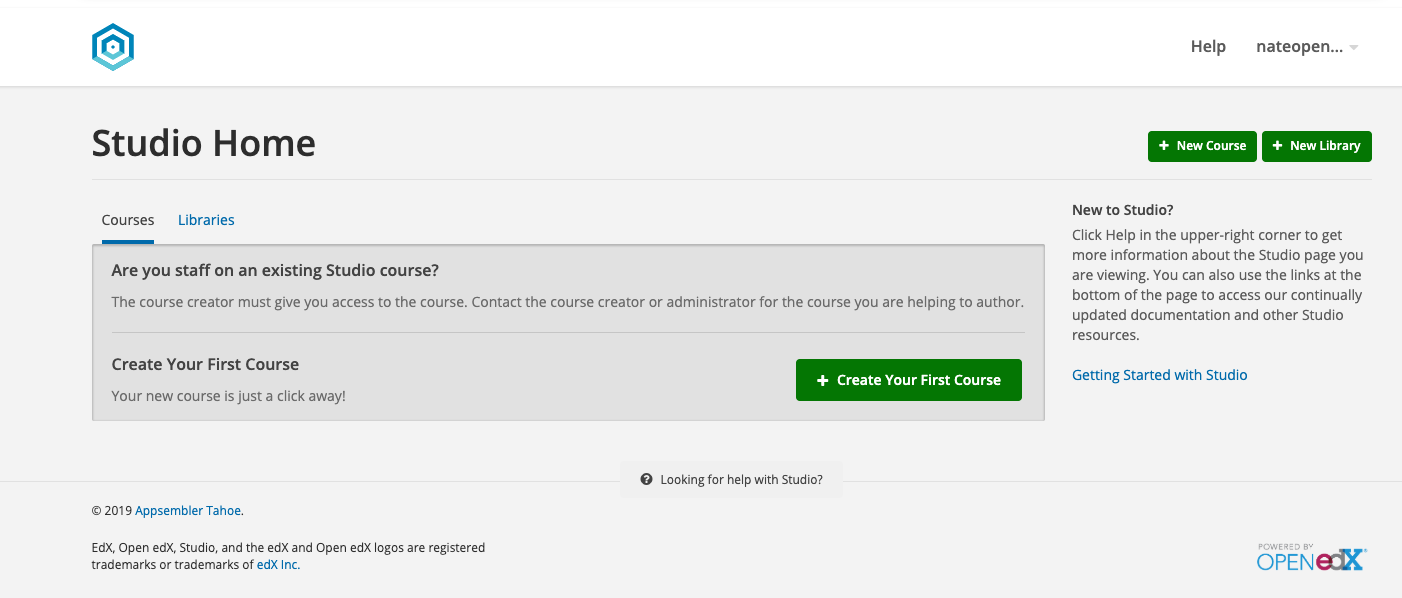 Help
nateopen...
Studio Home
New Course
New Library
Courses
Libraries
Are you staff on an existing Studio course?
The course creator must give you access to the course. Contact the course creator or administrator for the course you are helping to author.
Create Your First Course
Your new course is just a click away!
Create Your First Course
New to Studio?
Click Help in the upper-right corner to get
more information about the Studio page you
are viewing. You can also use the links at the
bottom of the page to access our continually
updated documentation and other Studio
resources.
Getting Started with Studio
Looking for help with Studio?
© 2019 Appsembler Tahoe.
EdX, Open edX, Studio, and the edX and Open edX logos are registered
trademarks or trademarks of edX Inc.
POWERED BY
OPEN edX